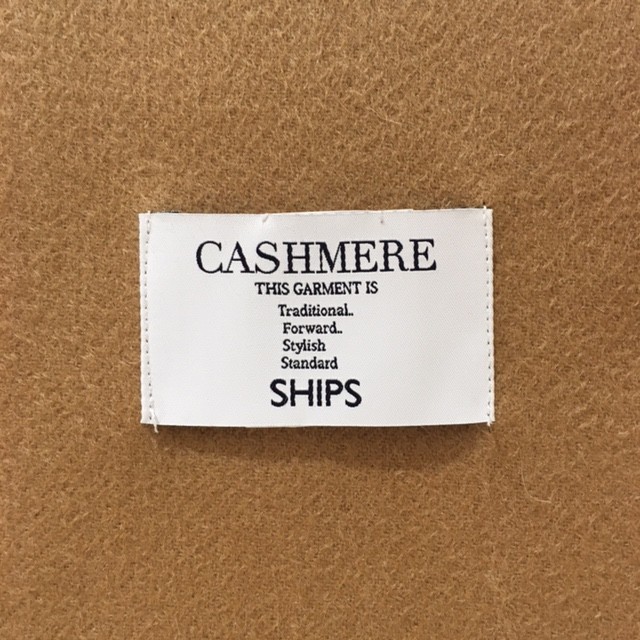 CASHMERE
THIS GARMENT IS
Traditional..
Forward..
Stylish
Standard
SHIPS